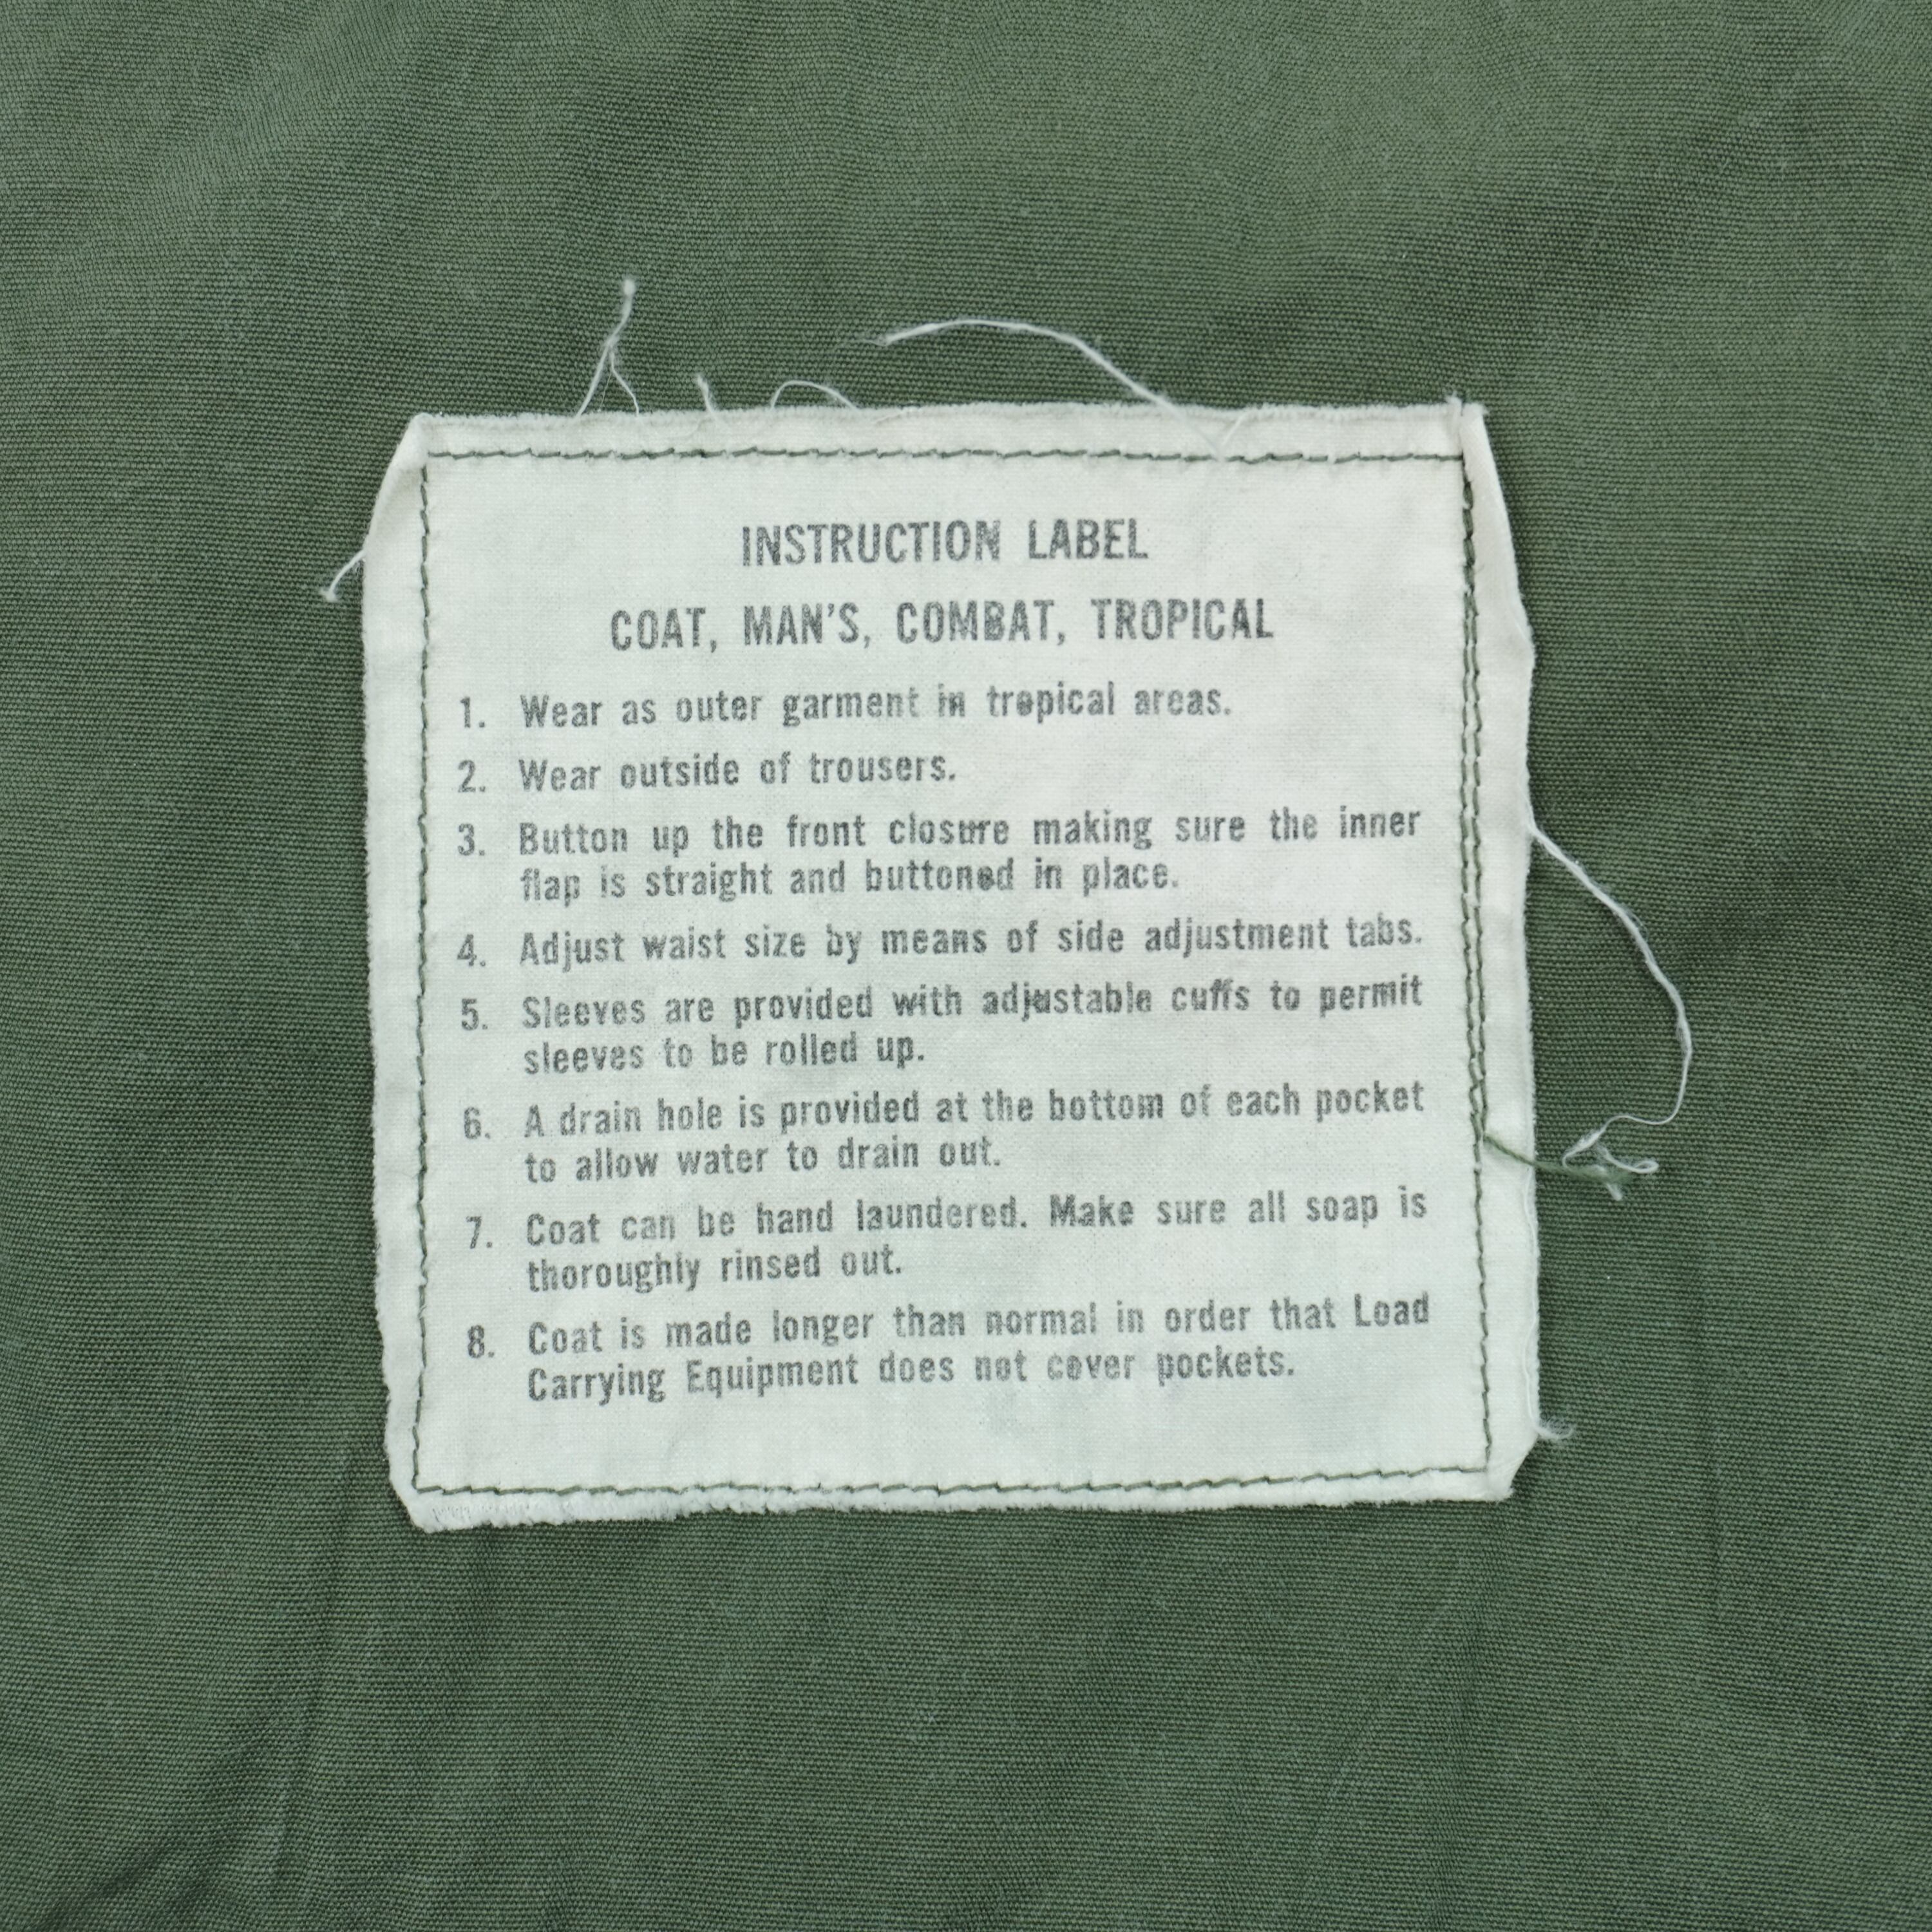 INSTRUCTION LABEL
COAT, MAN'S, COMBAT, TROPICAL
1. Wear as outer garment in tropical areas.
2. Wear outside of trousers.
3. Button up the front closure making sure the inner
flap is straight and buttoned in place.
4. Adjust waist size by means of side adjustment tabs.
5. Sleeves are provided with adjustable cuffs to permit
sleeves to be rolled up.
6. A drain hole is provided at the bottom of each pocket
to allow water to drain out.
7. Coat can be hand laundered. Make sure all soap is
thoroughly rinsed out.
8. Coat is made longer than normal in order that Load
Carrying Equipment does not cover pockets.